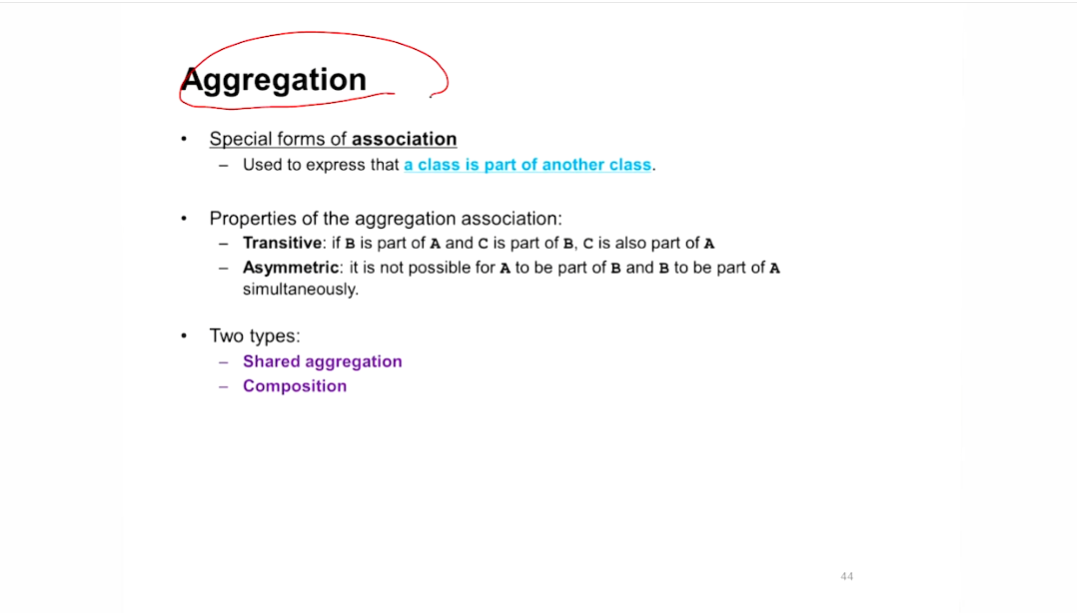 Aggregation
• Special forms of association
– Used to express that a class is part of another class.
• Properties of the aggregation association:
– Transitive: if B is part of A and C is part of B, C is also part of A
– Asymmetric: it is not possible for A to be part of B and B to be part of A
simultaneously.
• Two types:
– Shared aggregation
– Composition
44